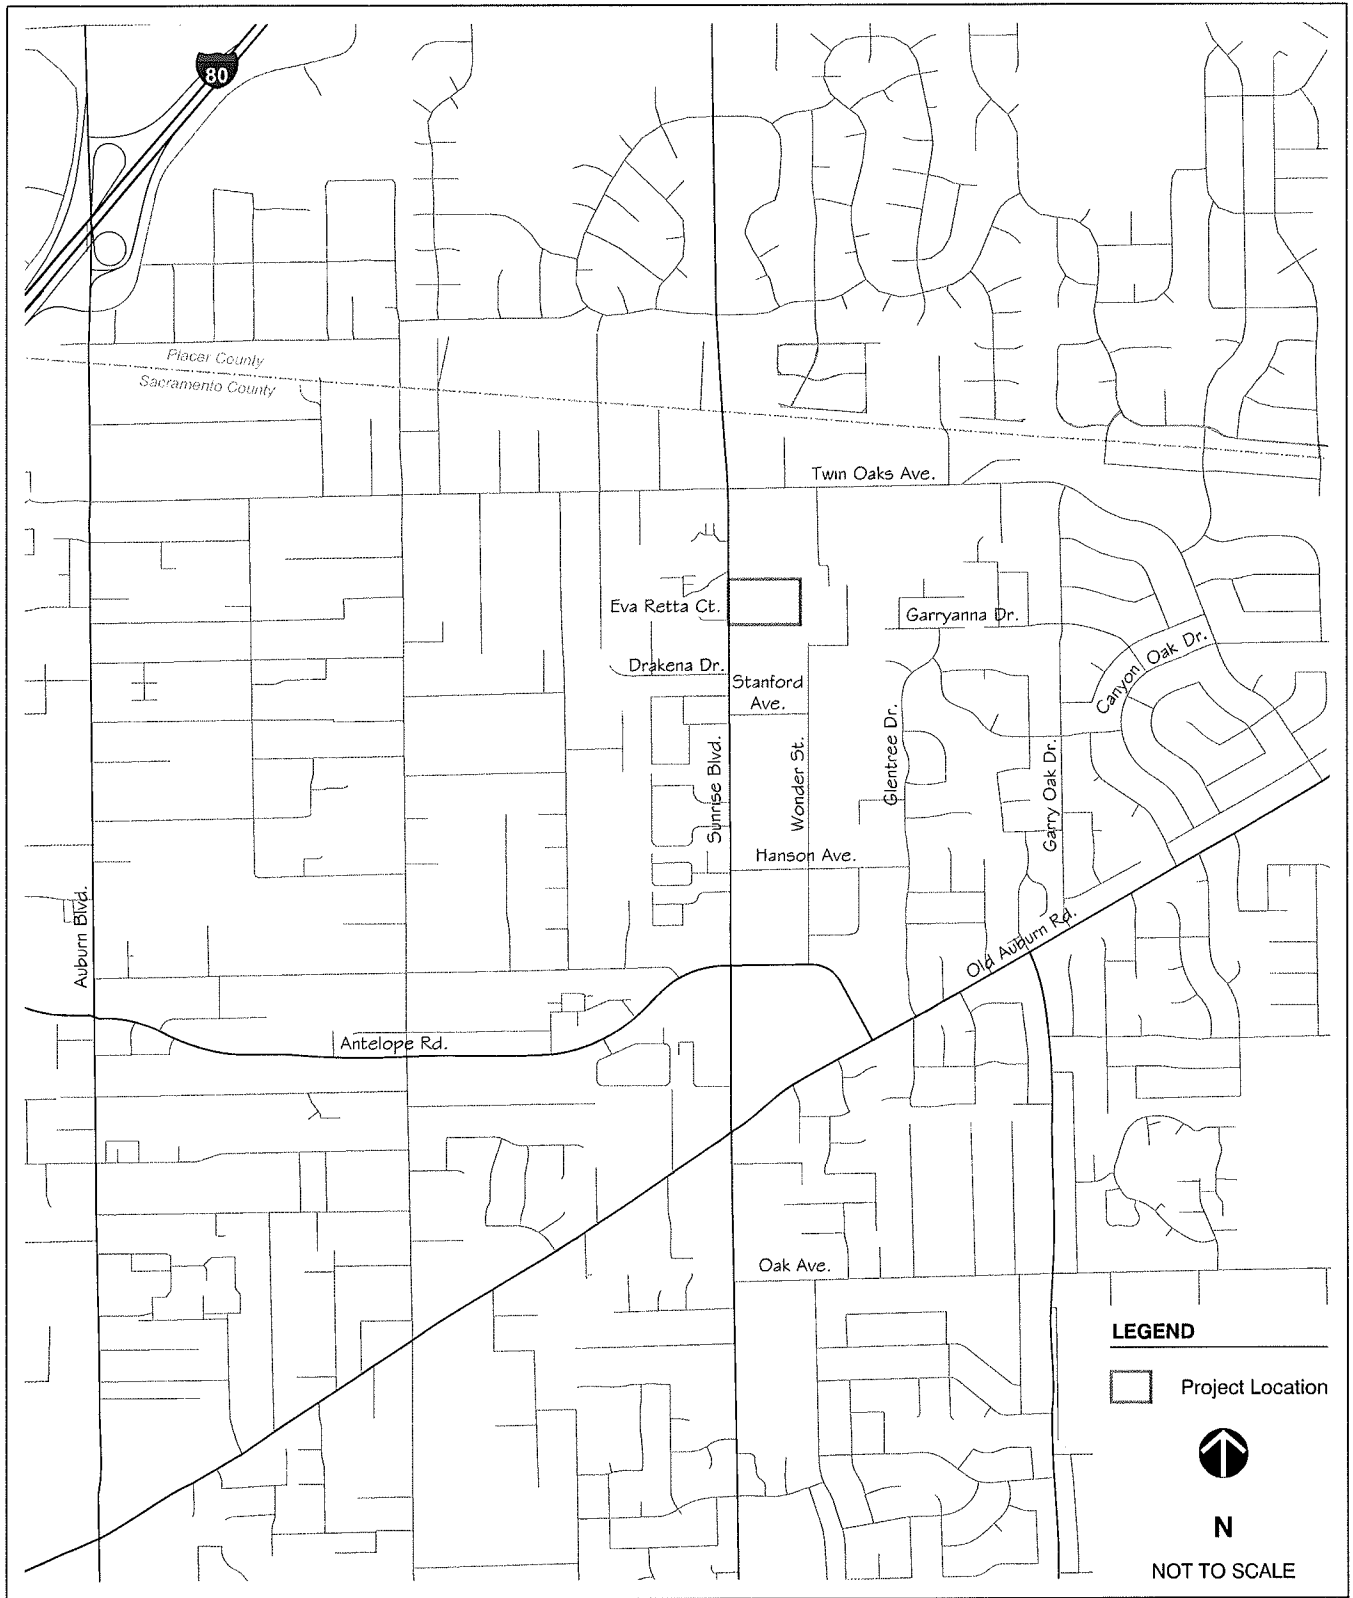 80
Placer County
Sacramento County
Twin Oaks Ave.
Eva Retta Ct.
Garryanna Dr.
Drakena Dr.
Stanford
Ave.
Canyon Oak Dr.
Sunrise Blvd.
Wonder St.
Glentree Dr.
Garry Oak Dr.
Hanson Ave.
Auburn Blvd.
Old Auburn Rd.
Antelope Rd.
Oak Ave.
LEGEND
Project Location
N
NOT TO SCALE